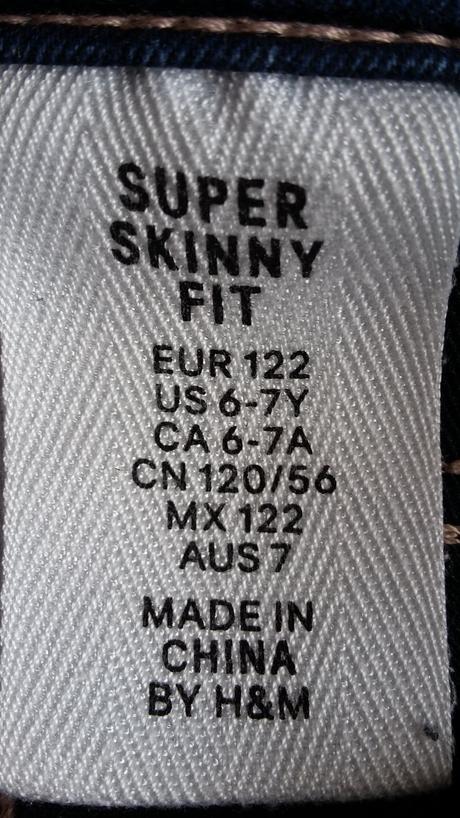 SUPER
SKINNY
FIT
EUR 122
US 6-7Y
CA 6-7A
CN 120/56
MX 122
AUS 7
MADE IN
CHINA
BY H&M